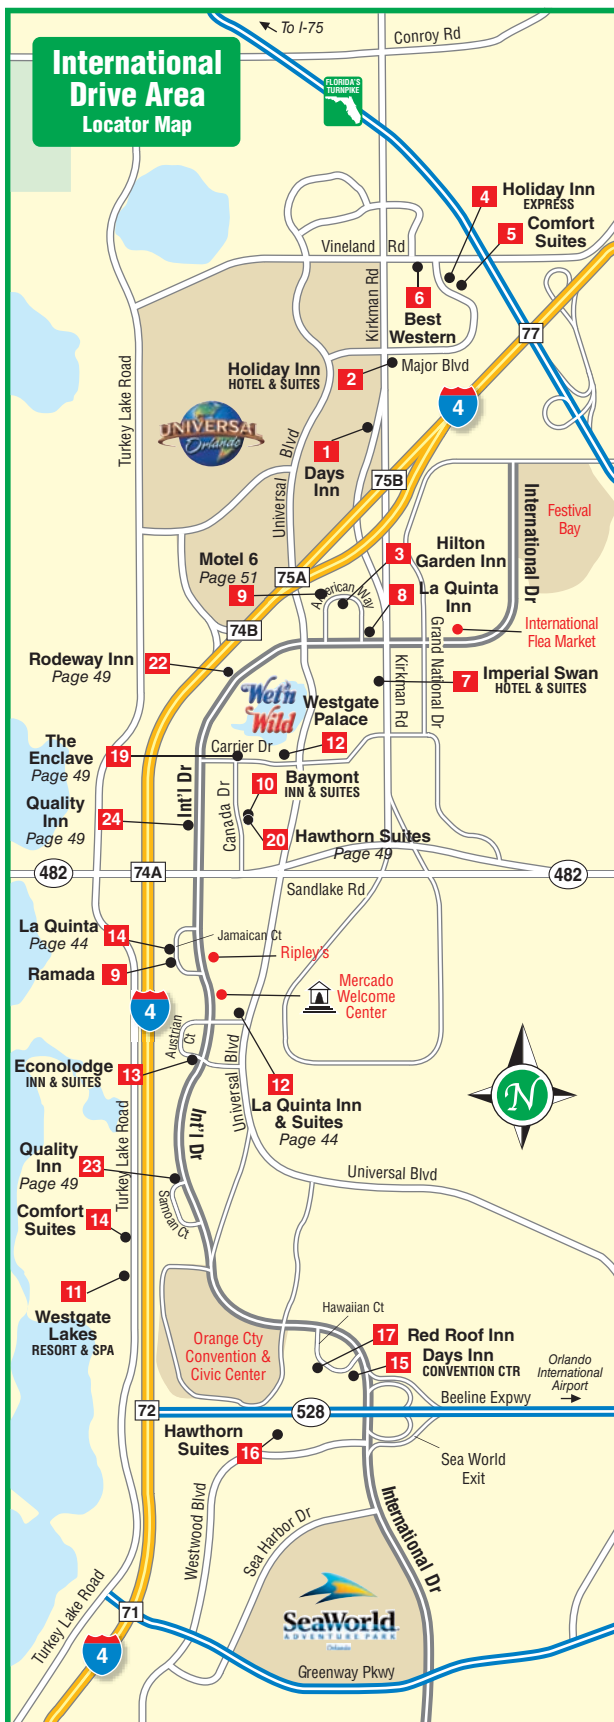 To I-75
Conroy Rd
International
Drive Area
Locator Map
FLORIDA'S
TURNPIKE
4
Holiday Inn
EXPRESS
5
Comfort
Suites
Vineland Rd
6
Best
Western
Kirkman Rd
77
Holiday Inn
HOTEL & SUITES
2
Major Blvd
Turkey Lake Road
UNIVERSAL
Orlando
4
1
Days
Inn
Universal Blvd
75B
International Dr
Festival
Bay
Motel 6
Page 51
9
75A
American Way
3
Hilton
Garden Inn
8
La Quinta
Inn
74B
International
Flea Market
Grand National Dr
Rodeway Inn
Page 49
22
Kirkman Rd
7
Imperial Swan
HOTEL & SUITES
Wet'n
Wild
Westgate
Palace
12
The
Enclave
Page 49
19
Carrier Dr
Int'l Dr
Canada Dr
10
Baymont
INN & SUITES
Quality
Inn
Page 49
24
20
Hawthorn Suites
Page 49
482
74A
482
Sandlake Rd
La Quinta
Page 44
14
Jamaican Ct
Ripley's
Ramada
9
Mercado
Welcome
Center
4
Austrian
Ct
Universal Blvd
Econolodge
INN & SUITES
13
12
La Quinta Inn
& Suites
Page 44
N
Turkey Lake Road
Int'l Dr
Quality
Inn
Page 49
23
Universal Blvd
Samoan Ct
Comfort
Suites
14
11
Westgate
Lakes
RESORT & SPA
Hawaiian Ct
Orange Cty
Convention &
Civic Center
17
Red Roof Inn
15
Days Inn
CONVENTION CTR
Orlando
International
Airport
72
528
Beeline Expwy
Hawthorn
Suites
16
Sea World
Exit
Westwood Blvd
Sea Harbor Dr
International Dr
Turkey Lake Road
71
SeaWorld
ADVENTURE PARK
Orlando
4
Greenway Pkwy